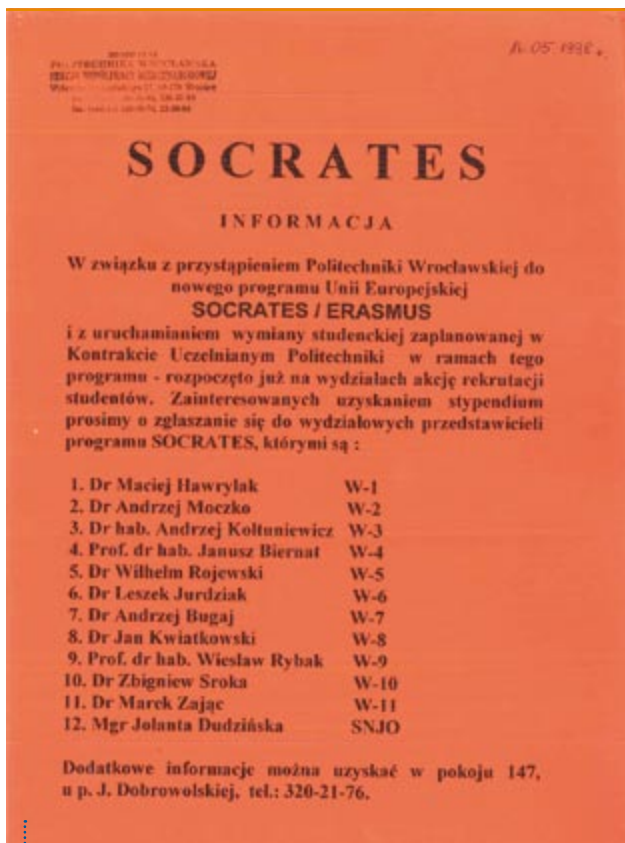 POLITECHNIKA WROCŁAWSKA
05 1998
SOCRATES
INFORMACJA
W związku z przystąpieniem Politechniki Wrocławskiej do
nowego programu Unii Europejskiej
SOCRATES / ERASMUS
i z uruchamianiem wymiany studenckiej zaplanowanej w
Kontrakcie Uczelnianym Politechniki w ramach tego
programu - rozpoczęto już na wydziałach akcję rekrutacji
studentów. Zainteresowanych uzyskaniem stypendium
prosimy o zgłaszanie się do wydziałowych przedstawicieli
programu SOCRATES, którymi są :
1. Dr Maciej Hawrylak W-1
2. Dr Andrzej Moczko W-2
3. Dr hab. Andrzej Kołtuniewicz W-3
4. Prof. dr hab. Janusz Biernat W-4
5. Dr Wilhelm Rojewski W-5
6. Dr Leszek Jurdziak W-6
7. Dr Andrzej Bugaj W-7
8. Dr Jan Kwiatkowski W-8
9. Prof. dr hab. Wiesław Rybak W-9
10. Dr Zbigniew Sroka W-10
11. Dr Marek Zając W-11
12. Mgr Jolanta Dudzińska SNJO
Dodatkowe informacje można uzyskać w pokoju 147,
u p. J. Dobrowolskiej, tel.: 320-21-76.